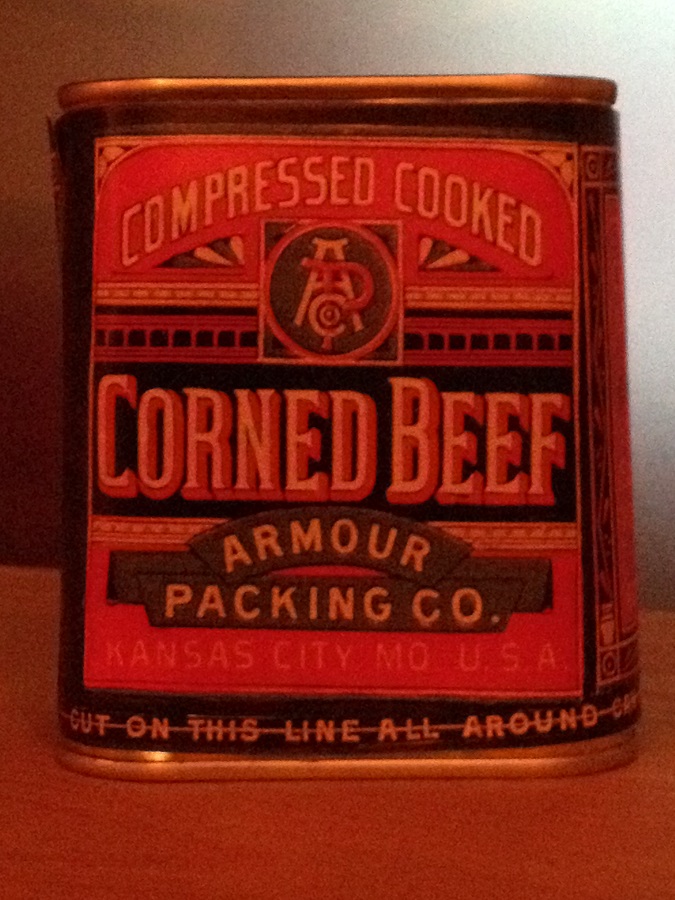 COMPRESSED COOKED
CORNED BEEF
ARMOUR
PACKING CO.
KANSAS CITY MO U.S.A.
CUT ON THIS LINE ALL AROUND